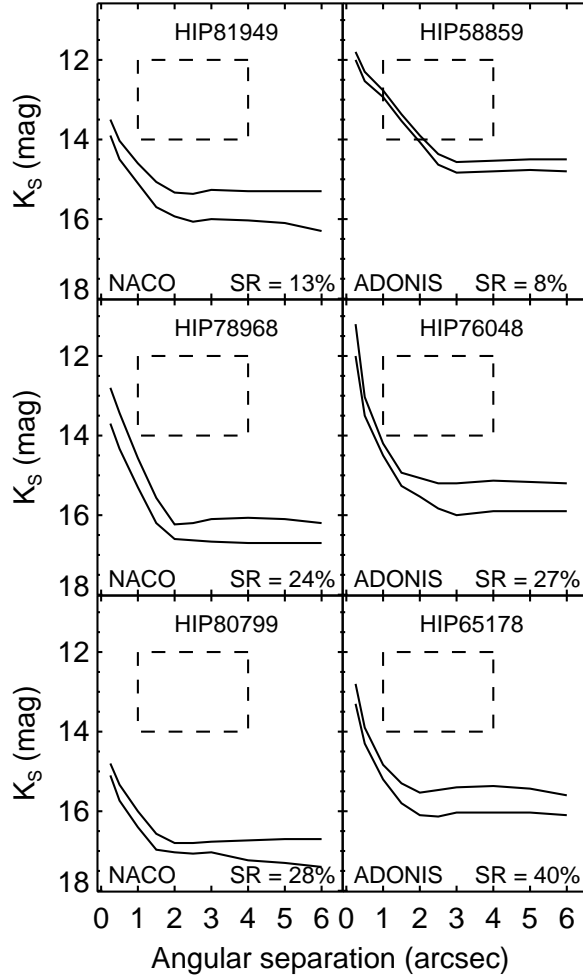 HIP81949
HIP58859
12
14
16
18
K_S (mag)
NACO SR = 13%
ADONIS SR = 8%
HIP78968
HIP76048
12
14
16
18
K_S (mag)
NACO SR = 24%
ADONIS SR = 27%
HIP80799
HIP65178
12
14
16
18
K_S (mag)
NACO SR = 28%
ADONIS SR = 40%
0 1 2 3 4 5 6 0 1 2 3 4 5 6
Angular separation (arcsec)